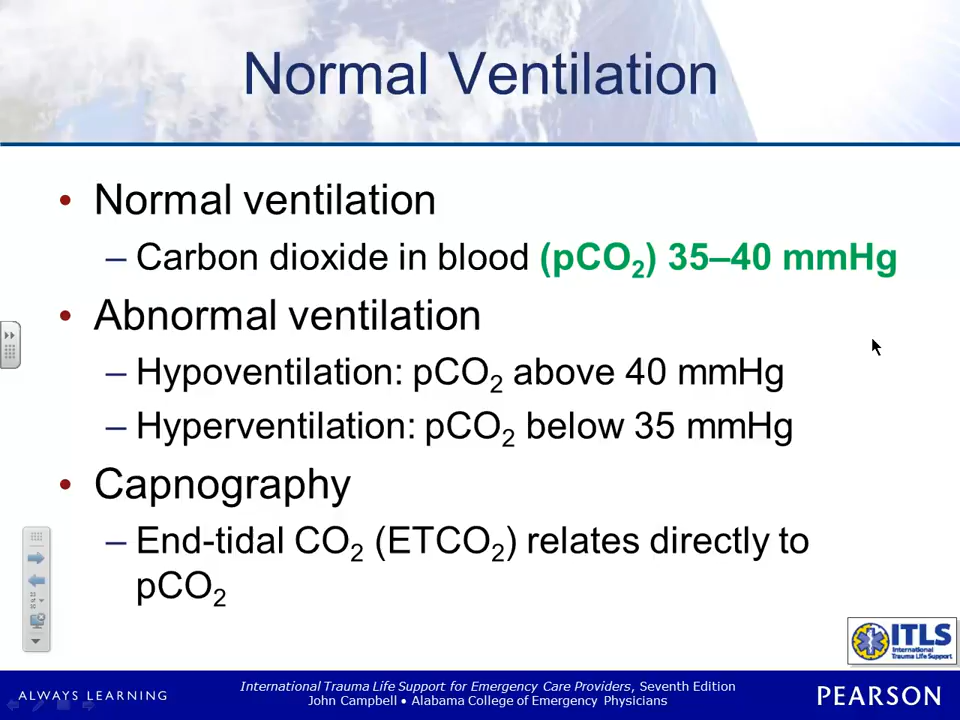 Normal Ventilation
• Normal ventilation
– Carbon dioxide in blood (pCO₂) 35–40 mmHg
• Abnormal ventilation
– Hypoventilation: pCO₂ above 40 mmHg
– Hyperventilation: pCO₂ below 35 mmHg
• Capnography
– End-tidal CO₂ (ETCO₂) relates directly to
pCO₂
ITLS
International
Trauma Life Support
ALWAYS LEARNING
International Trauma Life Support for Emergency Care Providers, Seventh Edition
John Campbell • Alabama College of Emergency Physicians
PEARSON